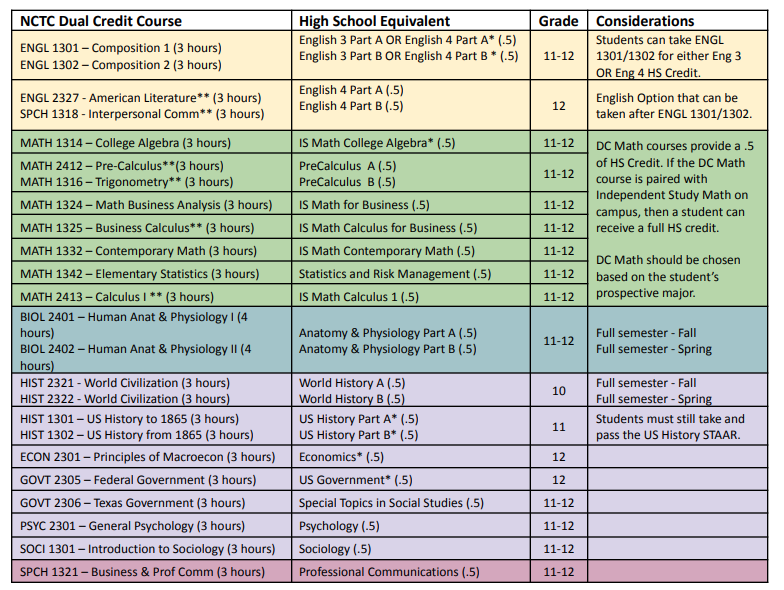 NCTC Dual Credit Course High School Equivalent Grade Considerations
ENGL 1301 – Composition 1 (3 hours)
ENGL 1302 – Composition 2 (3 hours)
English 3 Part A OR English 4 Part A* (.5)
English 3 Part B OR English 4 Part B * (.5)
11-12
Students can take ENGL
1301/1302 for either Eng 3
OR Eng 4 HS Credit.
ENGL 2327 - American Literature** (3 hours)
SPCH 1318 - Interpersonal Comm** (3 hours)
English 4 Part A (.5)
English 4 Part B (.5)
12
English Option that can be
taken after ENGL 1301/1302.
MATH 1314 – College Algebra (3 hours)
IS Math College Algebra* (.5)
11-12
DC Math courses provide a .5
of HS Credit. If the DC Math
course is paired with
Independent Study Math on
campus, then a student can
receive a full HS credit.
DC Math should be chosen
based on the student's
prospective major.
MATH 2412 – Pre-Calculus**(3 hours)
MATH 1316 – Trigonometry** (3 hours)
PreCalculus A (.5)
PreCalculus B (.5)
11-12
MATH 1324 – Math Business Analysis (3 hours)
IS Math for Business (.5)
11-12
MATH 1325 – Business Calculus** (3 hours)
IS Math Calculus for Business (.5)
11-12
MATH 1332 – Contemporary Math (3 hours)
IS Math Contemporary Math (.5)
11-12
MATH 1342 – Elementary Statistics (3 hours)
Statistics and Risk Management (.5)
11-12
MATH 2413 – Calculus I ** (3 hours)
IS Math Calculus 1 (.5)
11-12
BIOL 2401 – Human Anat & Physiology I (4
hours)
BIOL 2402 – Human Anat & Physiology II (4
hours)
Anatomy & Physiology Part A (.5)
Anatomy & Physiology Part B (.5)
11-12
Full semester - Fall
Full semester - Spring
HIST 2321 - World Civilization (3 hours)
HIST 2322 - World Civilization (3 hours)
World History A (.5)
World History B (.5)
10
Full semester - Fall
Full semester - Spring
HIST 1301 – US History to 1865 (3 hours)
HIST 1302 – US History from 1865 (3 hours)
US History Part A* (.5)
US History Part B* (.5)
11
Students must still take and
pass the US History STAAR.
ECON 2301 – Principles of Macroecon (3 hours)
Economics* (.5)
12
GOVT 2305 – Federal Government (3 hours)
US Government* (.5)
12
GOVT 2306 – Texas Government (3 hours)
Special Topics in Social Studies (.5)
11-12
PSYC 2301 – General Psychology (3 hours)
Psychology (.5)
11-12
SOCI 1301 – Introduction to Sociology (3 hours)
Sociology (.5)
11-12
SPCH 1321 – Business & Prof Comm (3 hours)
Professional Communications (.5)
11-12